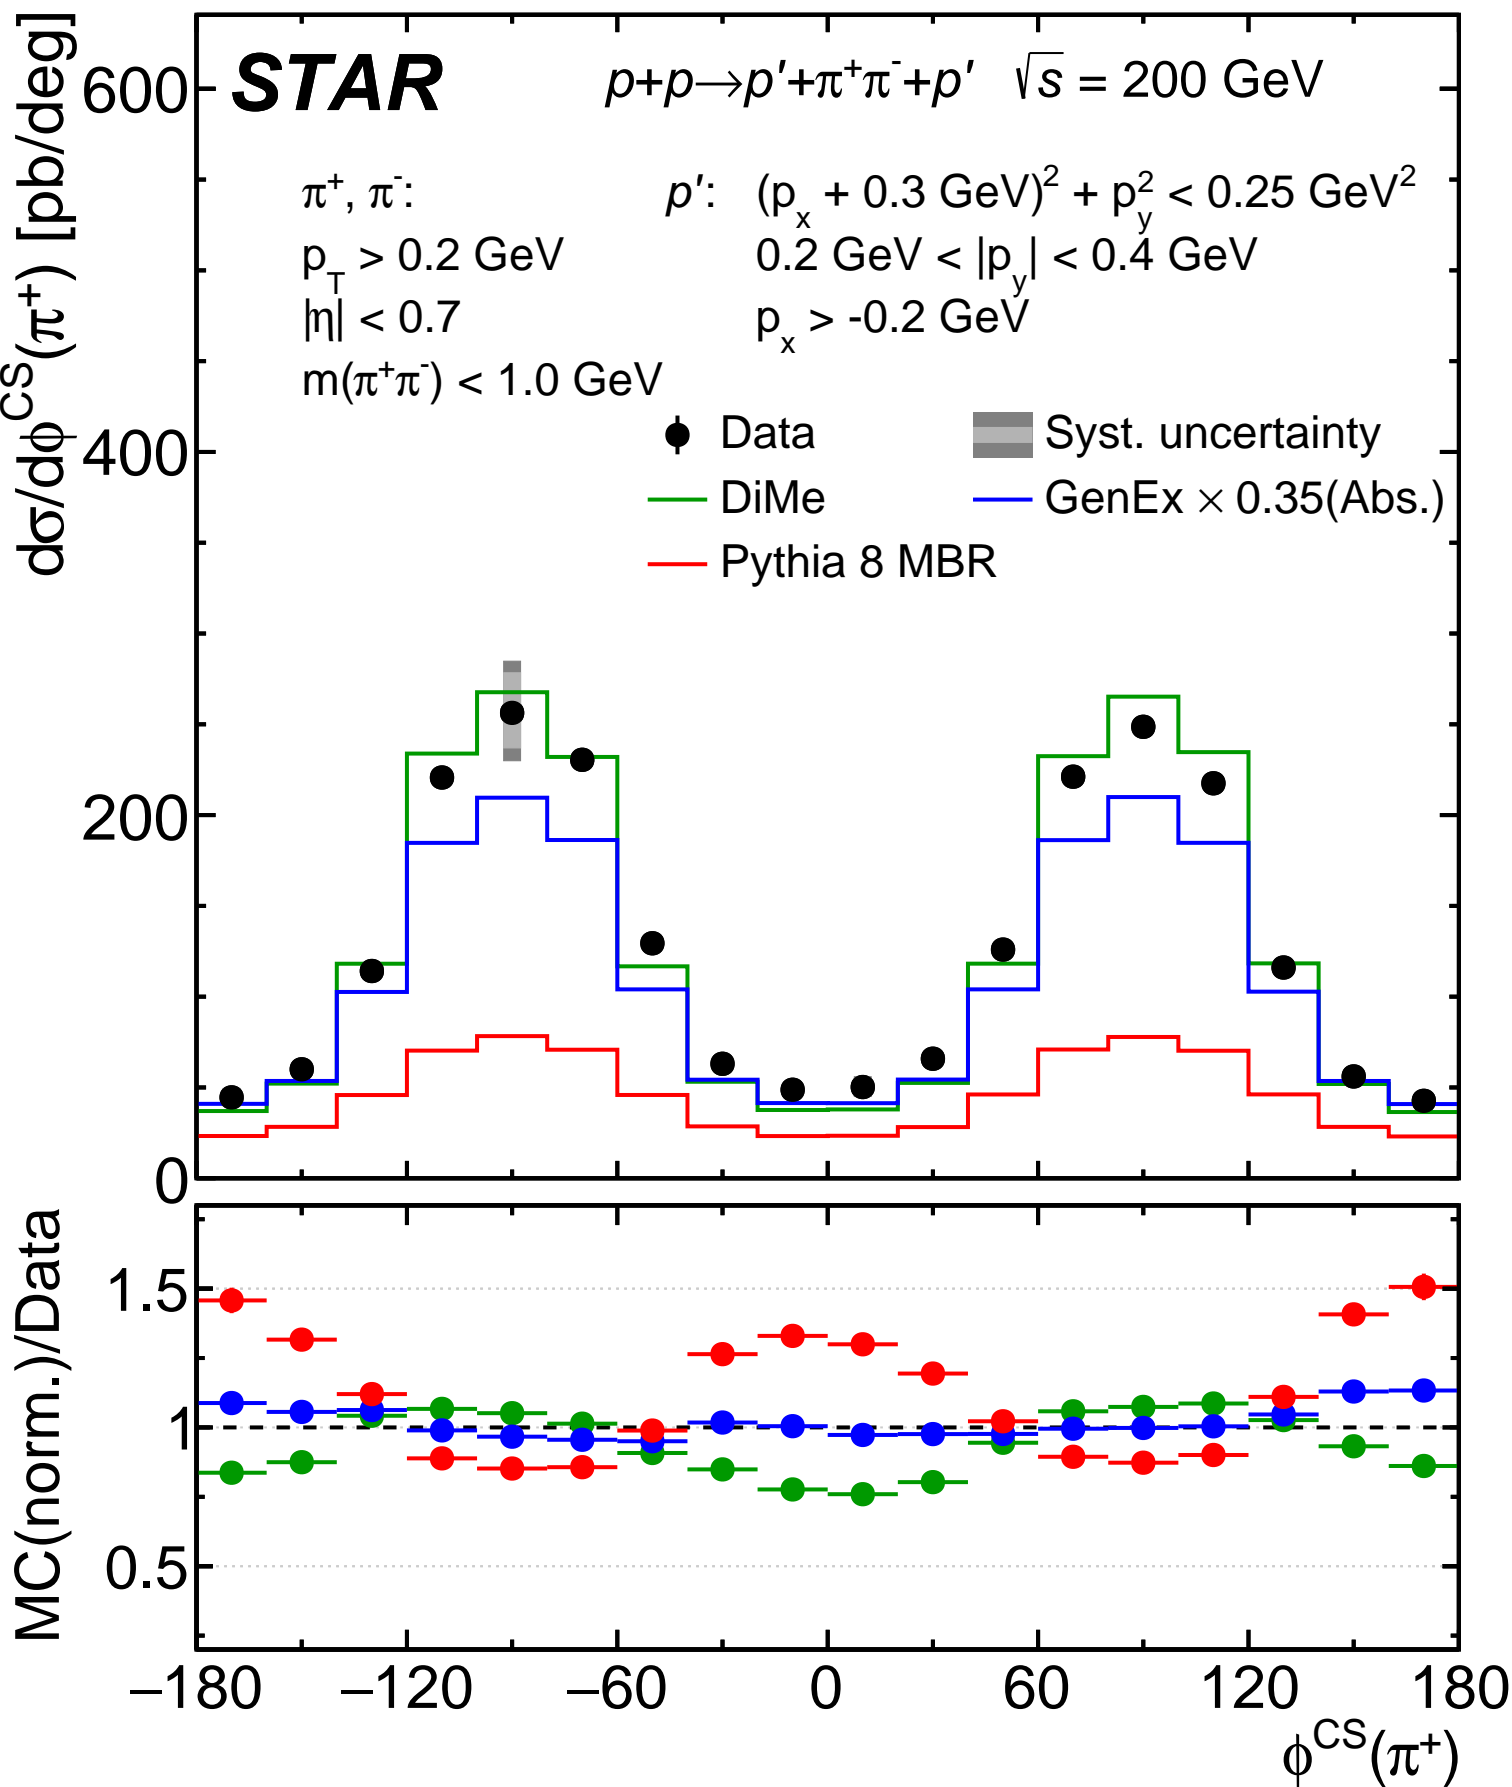 STAR p+p→p′+π⁺π⁻+p′ √s = 200 GeV
π⁺, π⁻: p′: (pₓ + 0.3 GeV)² + p_y² < 0.25 GeV²
p_T > 0.2 GeV 0.2 GeV < |p_y| < 0.4 GeV
|η| < 0.7 pₓ > -0.2 GeV
m(π⁺π⁻) < 1.0 GeV
Data Syst. uncertainty
DiMe GenEx × 0.35(Abs.)
Pythia 8 MBR
dσ/dϕ^CS(π⁺) [pb/deg]
600
400
200
0
MC(norm.)/Data
1.5
1
0.5
−180 −120 −60 0 60 120 180
ϕ^CS(π⁺)